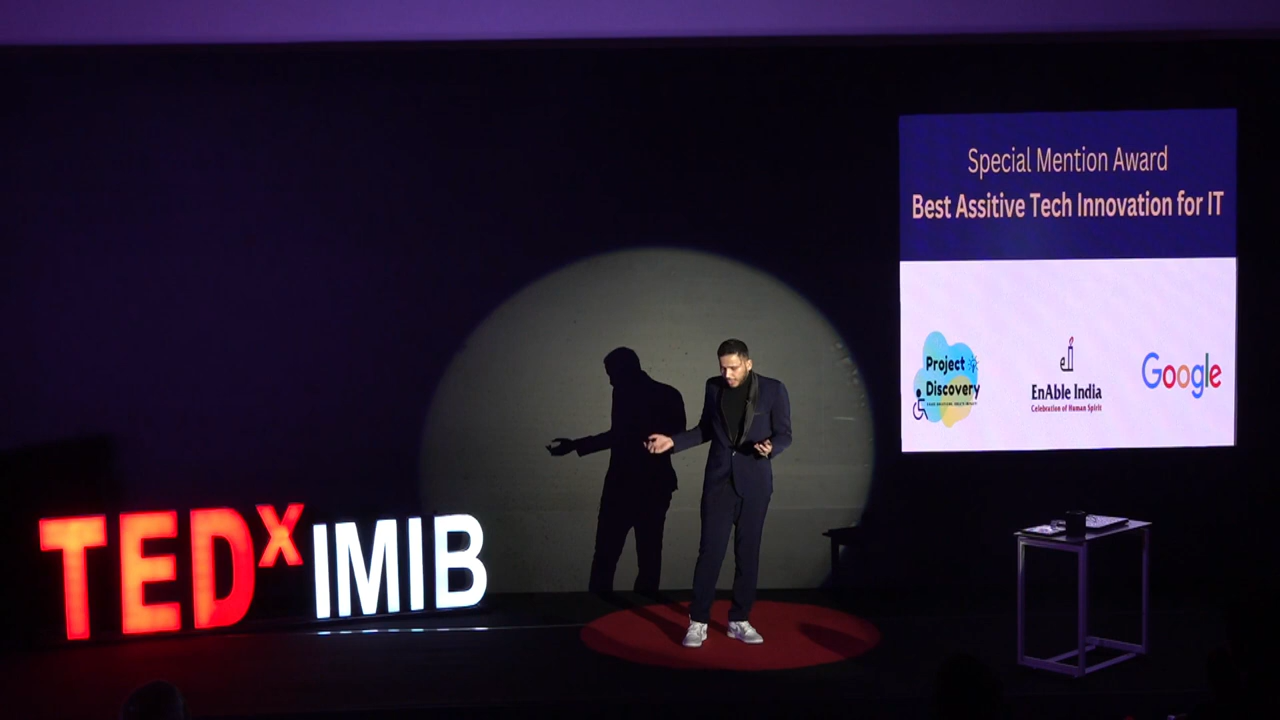 Special Mention Award
Best Assitive Tech Innovation for IT
Project
Discovery
EnAble India
Celebration of Human Spirit
Google
TEDx IMIB